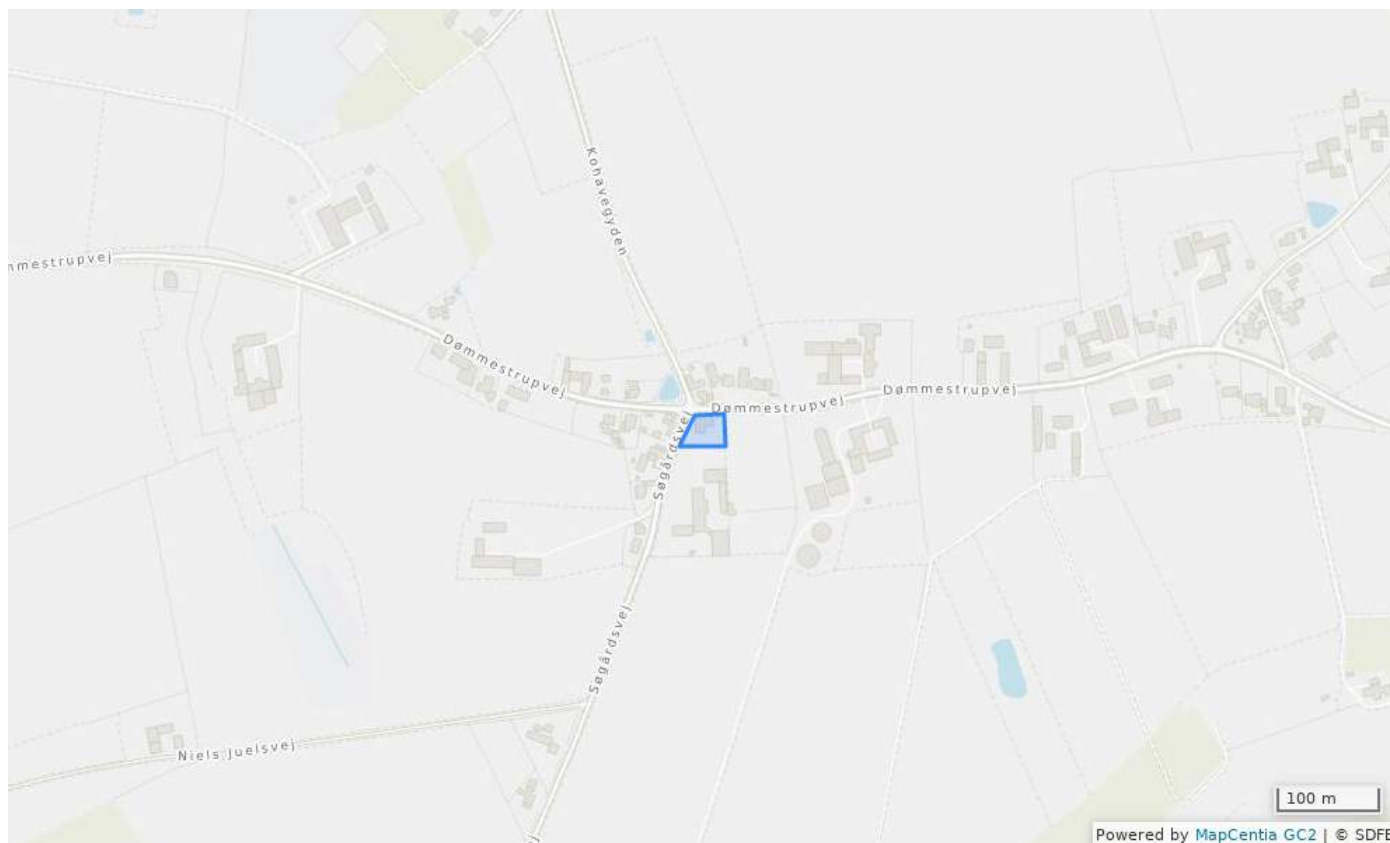 Kohavegyden
mmestrupvej
Dømmestrupvej
Dømmestrupvej
Dømmestrupvej
Søgårdsvej
Søgårdsvej
Niels Juelsvej
100 m
Powered by MapCentia GC2 | © SDFE